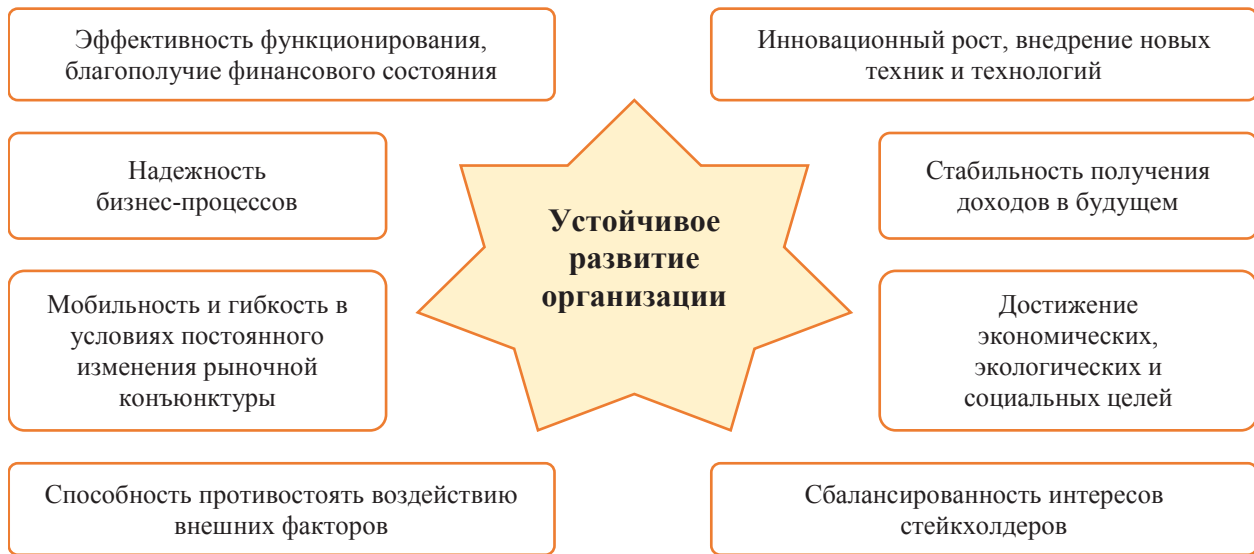 Эффективность функционирования,
благополучие финансового состояния
Инновационный рост, внедрение новых
техник и технологий
Надежность
бизнес-процессов
Стабильность получения
доходов в будущем
Устойчивое
развитие
организации
Мобильность и гибкость в
условиях постоянного
изменения рыночной
конъюнктуры
Достижение
экономических,
экологических и
социальных целей
Способность противостоять воздействию
внешних факторов
Сбалансированность интересов
стейкхолдеров